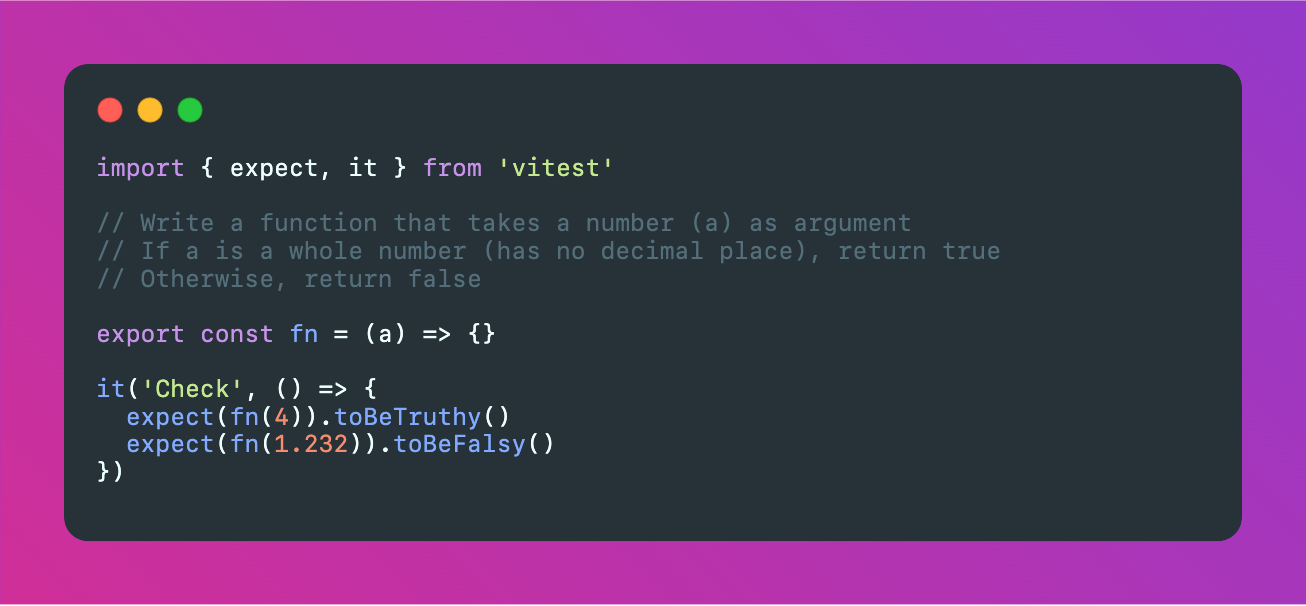 import { expect, it } from 'vitest'
// Write a function that takes a number (a) as argument
// If a is a whole number (has no decimal place), return true
// Otherwise, return false
export const fn = (a) => {}
it('Check', () => {
  expect(fn(4)).toBeTruthy()
  expect(fn(1.232)).toBeFalsy()
})